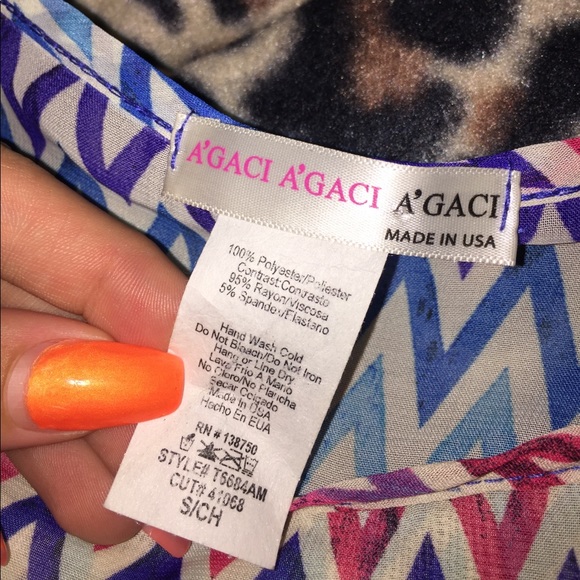 A'GACI A'GACI A'GACI
MADE IN USA
100% Polyester/Poliester
Contrast:Contraste
95% Rayon/Viscosa
5% Spandex/Elastano
Hand Wash Cold
Do Not Bleach/Do Not Iron
Hang or Line Dry
Lave Frio A Mano
No Cloro/No Plancha
Secar Colgado
Made In USA
Hecho En EUA
RN # 138750
STYLE# T6684AM
CUT# 41068
S/CH